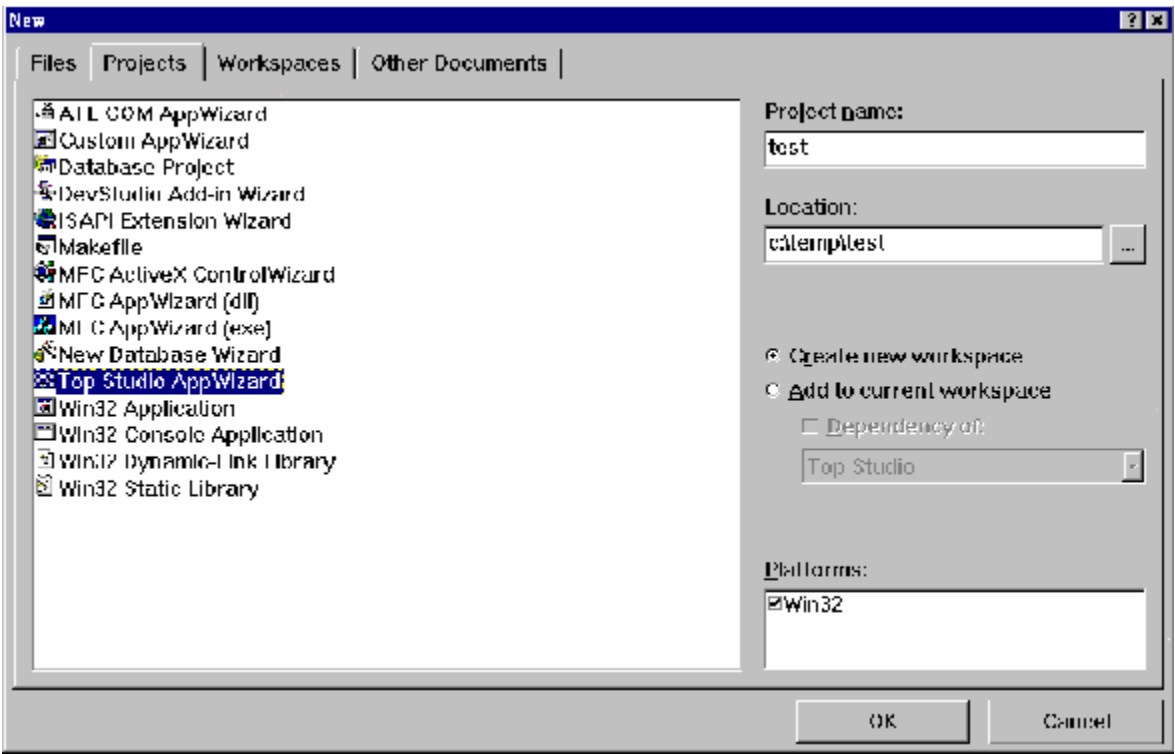 New
Files Projects Workspaces Other Documents
ATL COM AppWizard
Custom AppWizard
Database Project
DevStudio Add-in Wizard
ISAPI Extension Wizard
Makefile
MFC ActiveX ControlWizard
MFC AppWizard (dll)
MFC AppWizard (exe)
New Database Wizard
Top Studio AppWizard
Win32 Application
Win32 Console Application
Win32 Dynamic-Link Library
Win32 Static Library
Project name:
test
Location:
c:\temp\test
...
Create new workspace
Add to current workspace
Dependency of:
Top Studio
Platforms:
Win32
OK Cancel